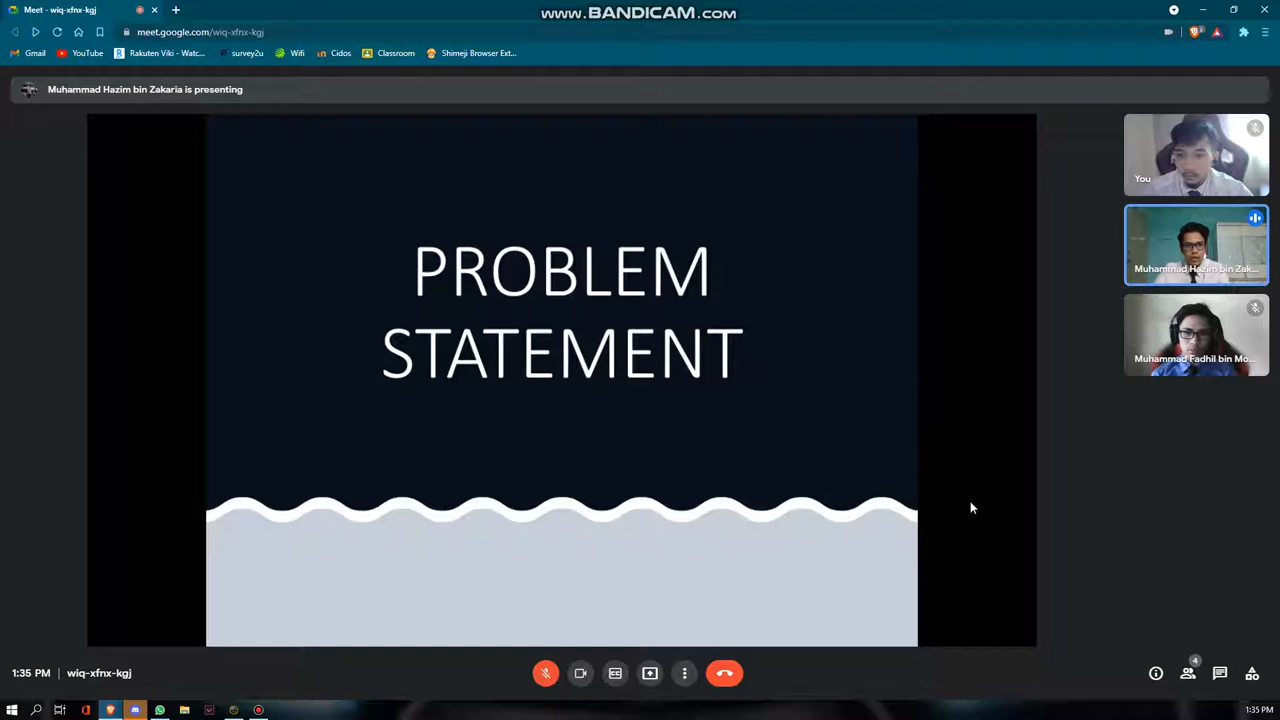 Meet - wiq-xfnx-kgj
www.BANDICAM.com
meet.google.com/wiq-xfnx-kgj
2
Gmail
YouTube
Rakuten Viki - Watc...
survey2u
Wifi
Cidos
Classroom
Shimeji Browser Ext...
Muhammad Hazim bin Zakaria is presenting
You
PROBLEM
STATEMENT
Muhammad Hazim bin Zak...
Muhammad Fadhil bin Mo...
1:35 PM
wiq-xfnx-kgj
4
1:35 PM